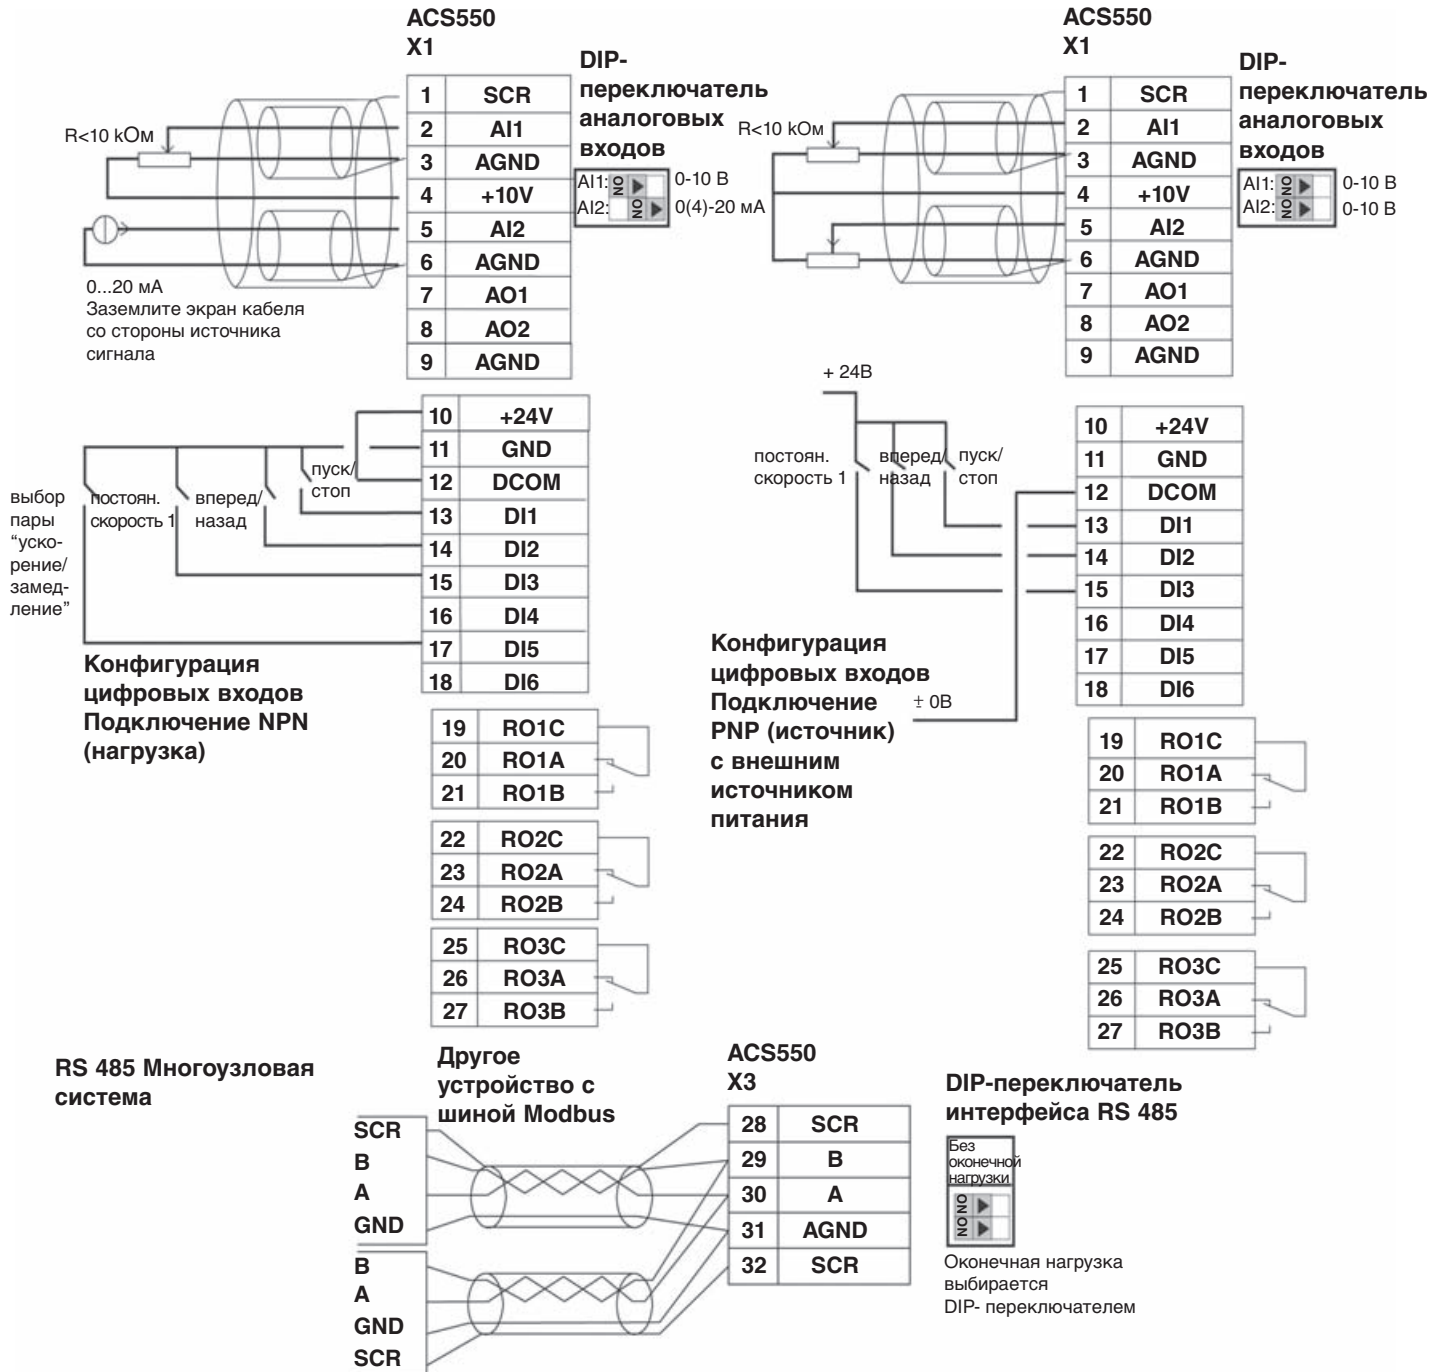 ACS550
X1
DIP-
переключатель
аналоговых
входов
1 SCR
2 AI1
3 AGND
4 +10V
5 AI2
6 AGND
7 AO1
8 AO2
9 AGND
R<10 kОм
AI1: ON 0-10 В
AI2: ON 0(4)-20 мА
0...20 мА
Заземлите экран кабеля
со стороны источника
сигнала
10 +24V
11 GND
12 DCOM
13 DI1
14 DI2
15 DI3
16 DI4
17 DI5
18 DI6
пуск/
стоп
вперед/
назад
постоян.
скорость 1
выбор
пары
“уско-
рение/
замед-
ление”
Конфигурация
цифровых входов
Подключение NPN
(нагрузка)
19 RO1C
20 RO1A
21 RO1B
22 RO2C
23 RO2A
24 RO2B
25 RO3C
26 RO3A
27 RO3B
ACS550
X1
DIP-
переключатель
аналоговых
входов
1 SCR
2 AI1
3 AGND
4 +10V
5 AI2
6 AGND
7 AO1
8 AO2
9 AGND
R<10 kОм
AI1: ON 0-10 В
AI2: ON 0-10 В
+ 24В
постоян.
скорость 1
вперед/
назад
пуск/
стоп
10 +24V
11 GND
12 DCOM
13 DI1
14 DI2
15 DI3
16 DI4
17 DI5
18 DI6
Конфигурация
цифровых входов
Подключение
PNP (источник)
с внешним
источником
питания
± 0В
19 RO1C
20 RO1A
21 RO1B
22 RO2C
23 RO2A
24 RO2B
25 RO3C
26 RO3A
27 RO3B
RS 485 Многоузловая
система
Другое
устройство с
шиной Modbus
SCR
B
A
GND
B
A
GND
SCR
ACS550
X3
28 SCR
29 B
30 A
31 AGND
32 SCR
DIP-переключатель
интерфейса RS 485
Без
оконечной
нагрузки
ON
ON
Оконечная нагрузка
выбирается
DIP- переключателем